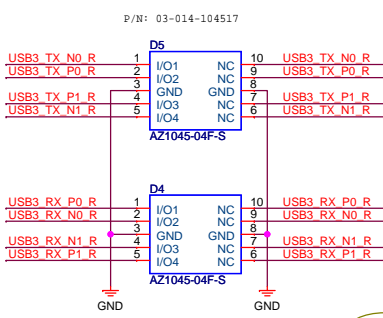 P/N: 03-014-104517
D5
USB3_TX_N0_R 1 I/O1 NC 10 USB3_TX_N0_R
USB3_TX_P0_R 2 I/O2 NC 9 USB3_TX_P0_R
3 GND GND 8
USB3_TX_P1_R 4 I/O3 NC 7 USB3_TX_P1_R
USB3_TX_N1_R 5 I/O4 NC 6 USB3_TX_N1_R
AZ1045-04F-S
D4
USB3_RX_P0_R 1 I/O1 NC 10 USB3_RX_P0_R
USB3_RX_N0_R 2 I/O2 NC 9 USB3_RX_N0_R
3 GND GND 8
USB3_RX_N1_R 4 I/O3 NC 7 USB3_RX_N1_R
USB3_RX_P1_R 5 I/O4 NC 6 USB3_RX_P1_R
AZ1045-04F-S
GND GND